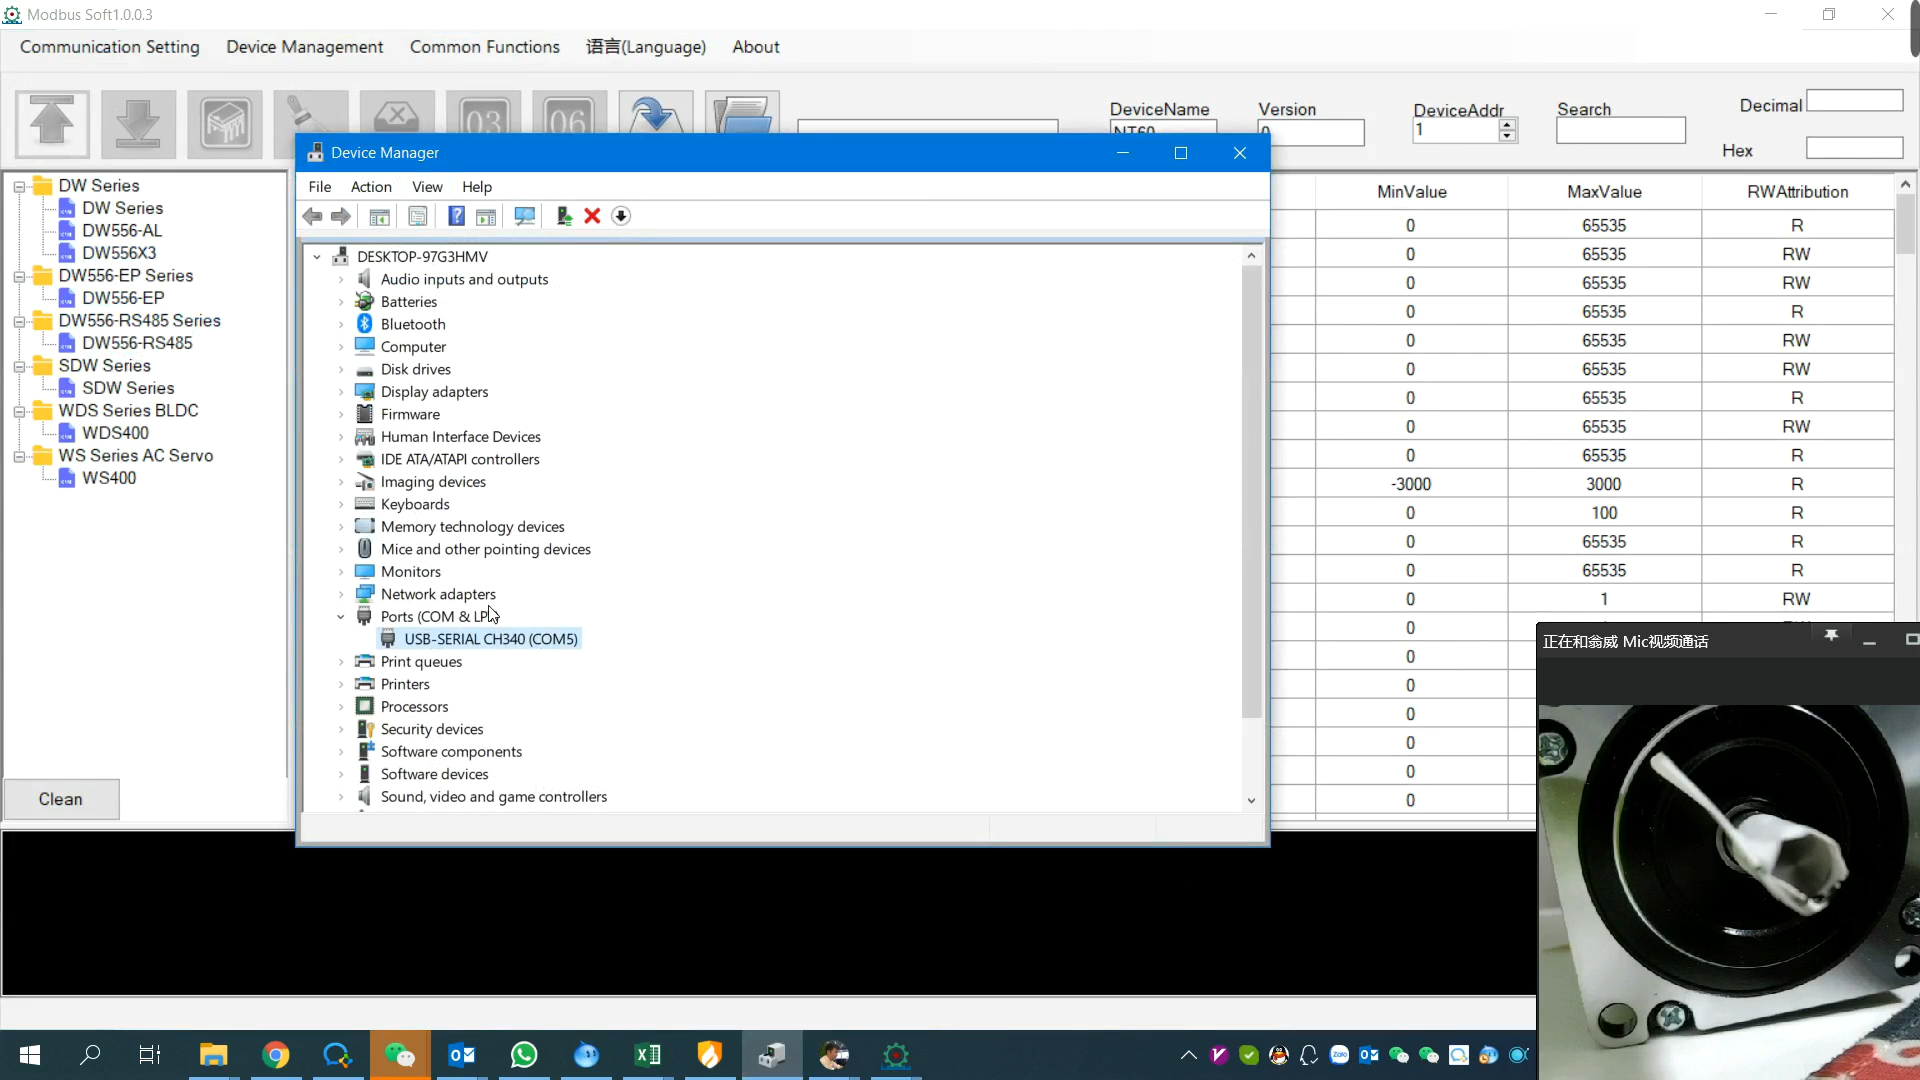 Modbus Soft1.0.0.3
Communication Setting Device Management Common Functions 语言(Language) About
03 06
DeviceName Version DeviceAddr Search Decimal
NT60 0 1
Hex
DW Series
DW Series
DW556-AL
DW556X3
DW556-EP Series
DW556-EP
DW556-RS485 Series
DW556-RS485
SDW Series
SDW Series
WDS Series BLDC
WDS400
WS Series AC Servo
WS400
Clean
Device Manager
File Action View Help
DESKTOP-97G3HMV
Audio inputs and outputs
Batteries
Bluetooth
Computer
Disk drives
Display adapters
Firmware
Human Interface Devices
IDE ATA/ATAPI controllers
Imaging devices
Keyboards
Memory technology devices
Mice and other pointing devices
Monitors
Network adapters
Ports (COM & LP
USB-SERIAL CH340 (COM5)
Print queues
Printers
Processors
Security devices
Software components
Software devices
Sound, video and game controllers
MinValue MaxValue RWAttribution
0 65535 R
0 65535 RW
0 65535 RW
0 65535 R
0 65535 RW
0 65535 RW
0 65535 R
0 65535 RW
0 65535 R
-3000 3000 R
0 100 R
0 65535 R
0 65535 R
0 1 RW
0
0
0
0
0
0
0
正在和翁威 Mic视频通话